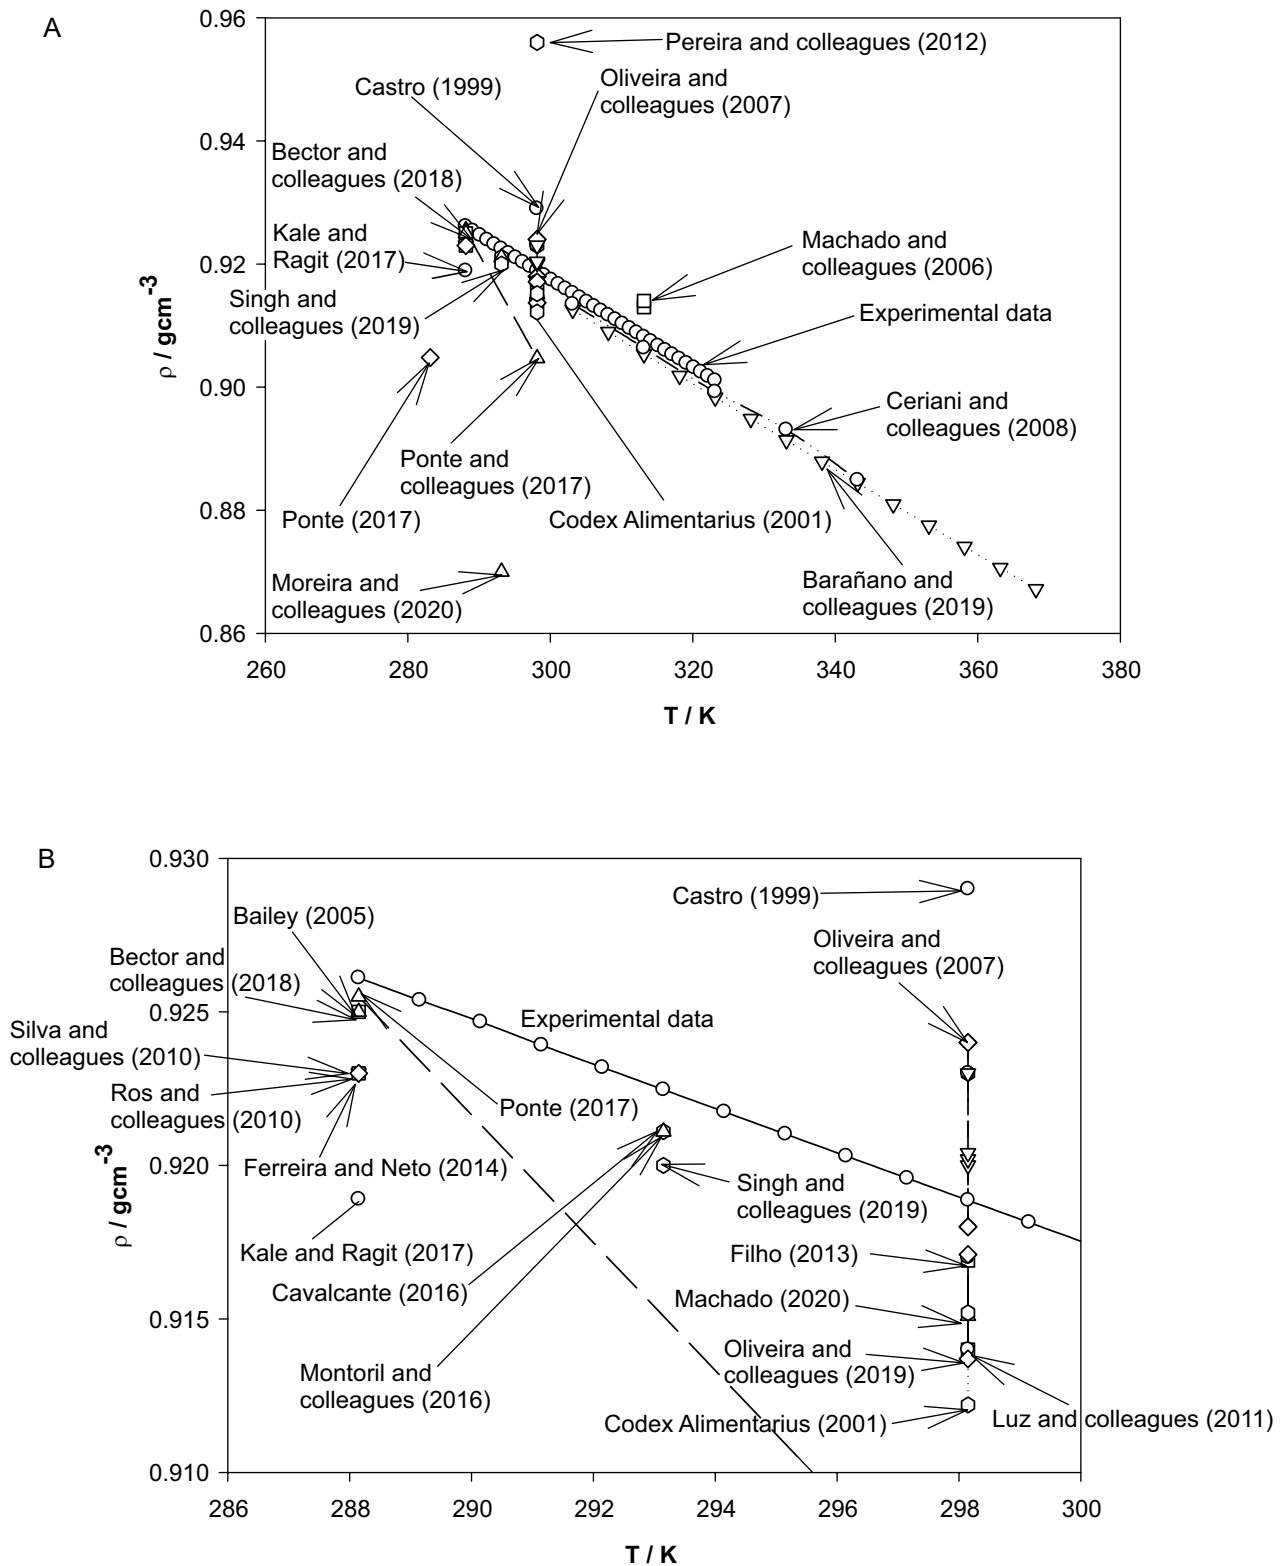 A
0.96
0.94
0.92
0.90
0.88
0.86
260
280
300
320
340
360
380
ρ / gcm-3
T / K
Pereira and colleagues (2012)
Castro (1999)
Oliveira and
colleagues (2007)
Bector and
colleagues (2018)
Kale and
Ragit (2017)
Singh and
colleagues (2019)
Machado and
colleagues (2006)
Experimental data
Ceriani and
colleagues (2008)
Ponte and
colleagues (2017)
Ponte (2017)
Codex Alimentarius (2001)
Moreira and
colleagues (2020)
Barañano and
colleagues (2019)
B
0.930
0.925
0.920
0.915
0.910
286
288
290
292
294
296
298
300
ρ / gcm-3
T / K
Castro (1999)
Bailey (2005)
Oliveira and
colleagues (2007)
Bector and
colleagues (2018)
Experimental data
Silva and
colleagues (2010)
Ros and
colleagues (2010)
Ponte (2017)
Ferreira and Neto (2014)
Singh and
colleagues (2019)
Kale and Ragit (2017)
Filho (2013)
Cavalcante (2016)
Machado (2020)
Montoril and
colleagues (2016)
Oliveira and
colleagues (2019)
Codex Alimentarius (2001)
Luz and colleagues (2011)